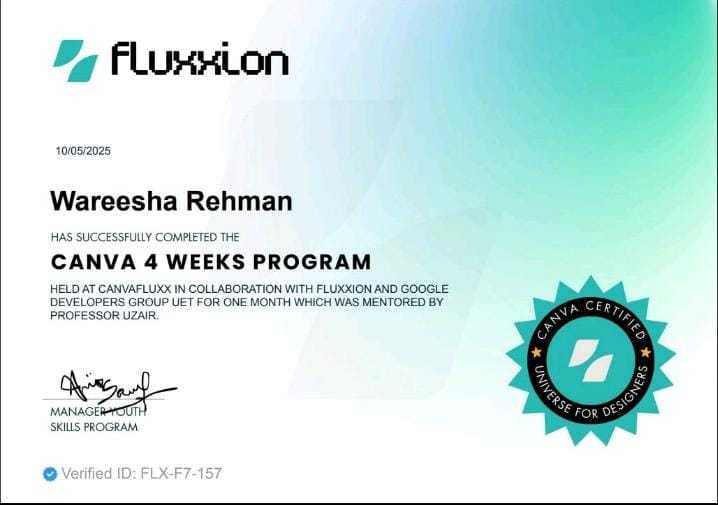 fluxxion
10/05/2025
Wareesha Rehman
HAS SUCCESSFULLY COMPLETED THE
CANVA 4 WEEKS PROGRAM
HELD AT CANVAFLUXX IN COLLABORATION WITH FLUXXION AND GOOGLE
DEVELOPERS GROUP UET FOR ONE MONTH WHICH WAS MENTORED BY
PROFESSOR UZAIR.
CANVA CERTIFIED
UNIVERSE FOR DESIGNERS
MANAGER YOUTH
SKILLS PROGRAM
Verified ID: FLX-F7-157